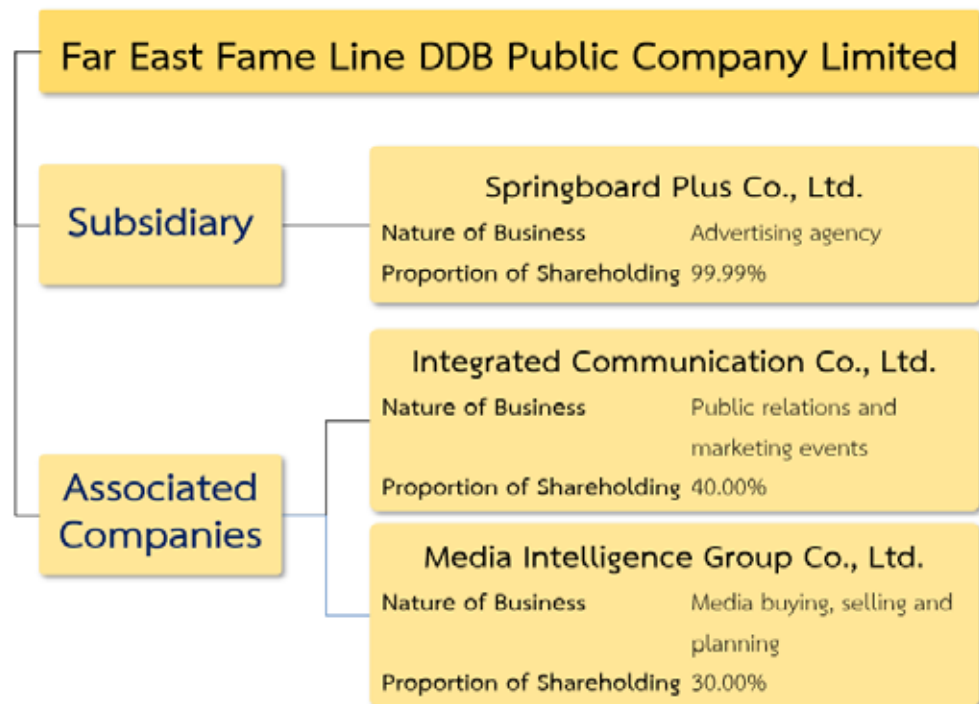 Far East Fame Line DDB Public Company Limited
Subsidiary
Springboard Plus Co., Ltd.
Nature of Business Advertising agency
Proportion of Shareholding 99.99%
Associated
Companies
Integrated Communication Co., Ltd.
Nature of Business Public relations and
marketing events
Proportion of Shareholding 40.00%
Media Intelligence Group Co., Ltd.
Nature of Business Media buying, selling and
planning
Proportion of Shareholding 30.00%